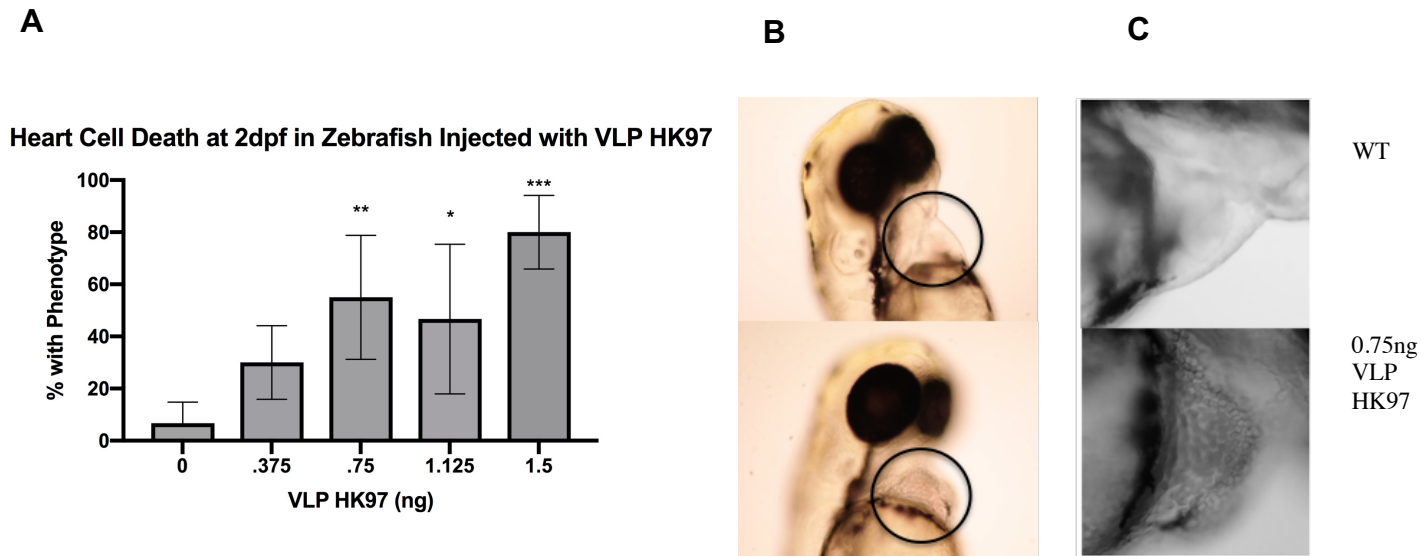 A
B
C
Heart Cell Death at 2dpf in Zebrafish Injected with VLP HK97
% with Phenotype
100
80
60
40
20
0
**
*
***
0 .375 .75 1.125 1.5
VLP HK97 (ng)
WT
0.75ng
VLP
HK97